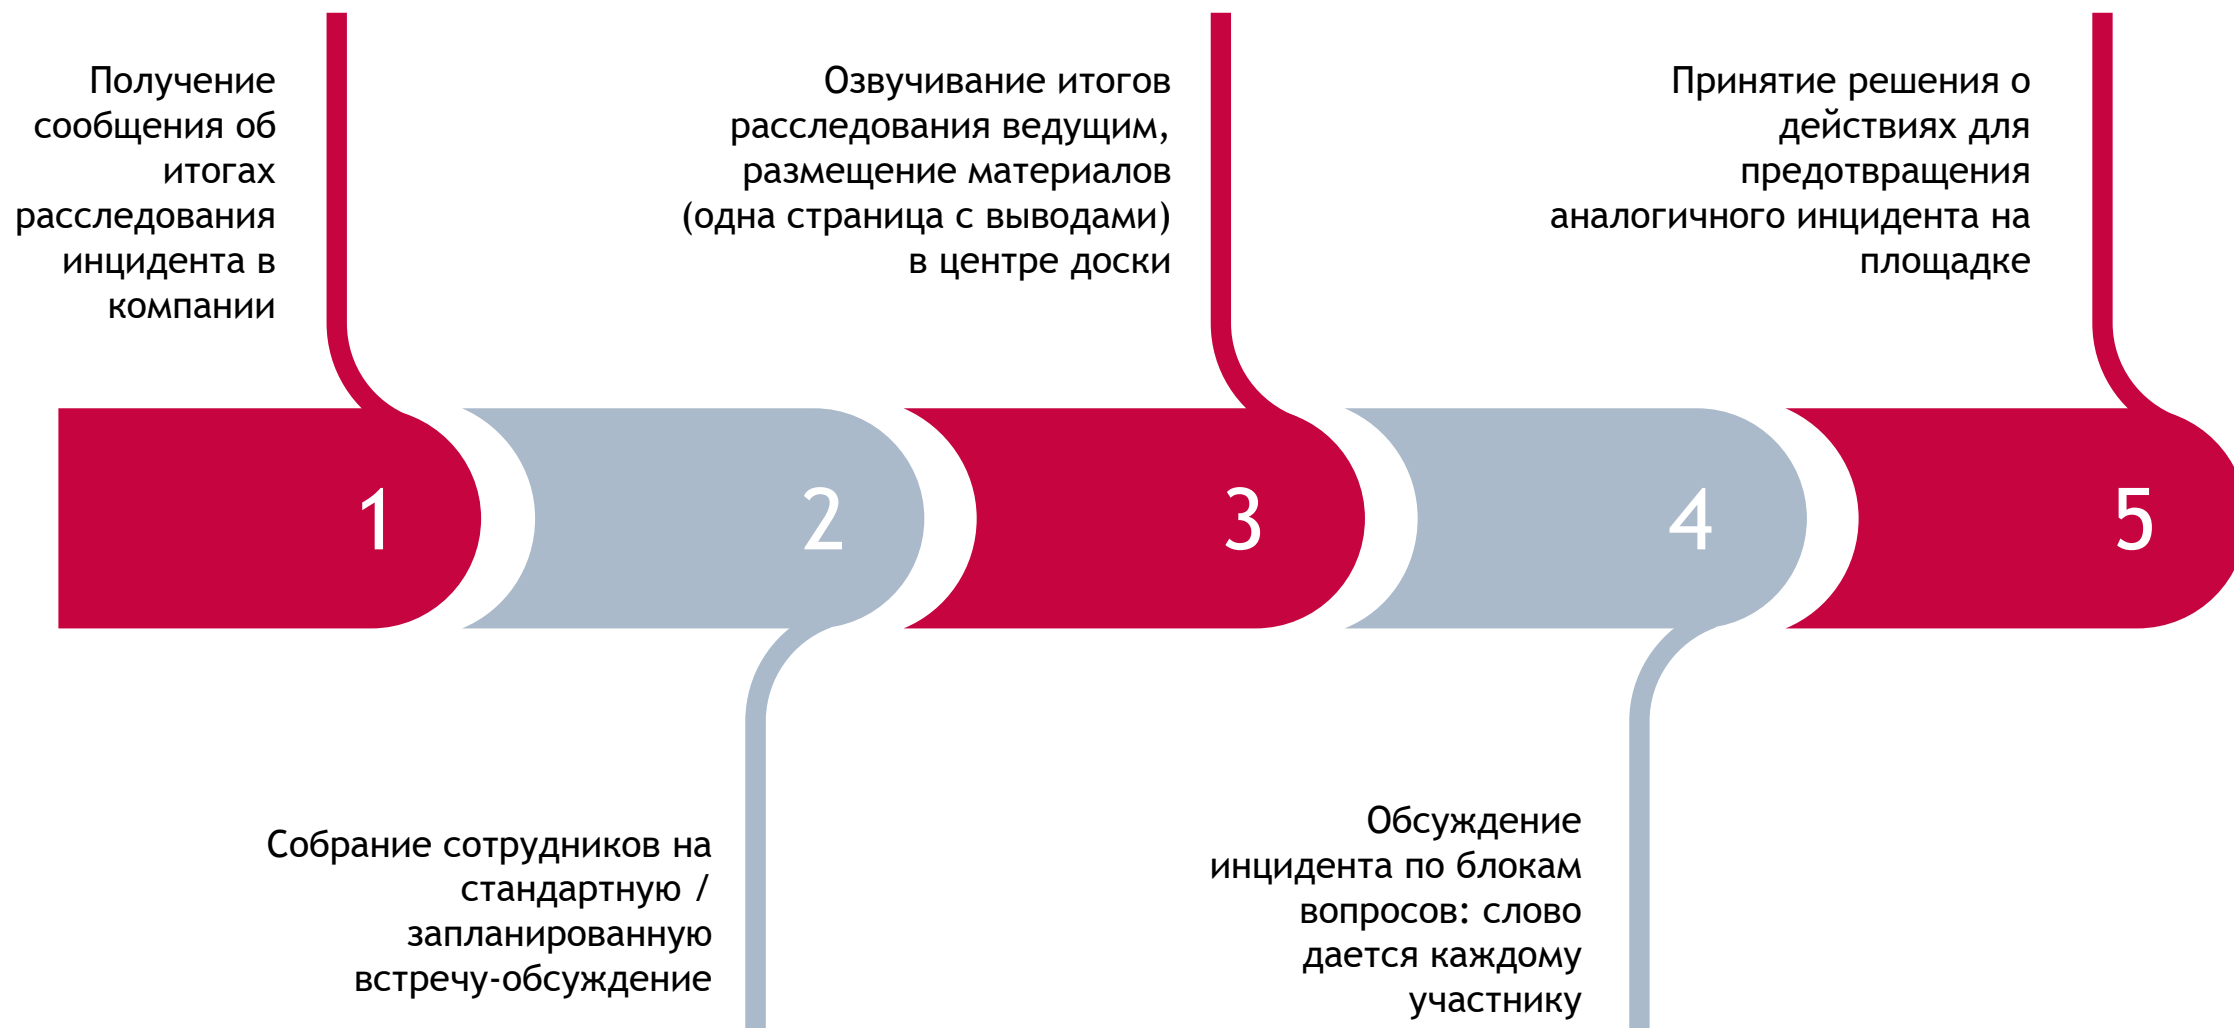 Получение
сообщения об
итогах
расследования
инцидента в
компании
Озвучивание итогов
расследования ведущим,
размещение материалов
(одна страница с выводами)
в центре доски
Принятие решения о
действиях для
предотвращения
аналогичного инцидента на
площадке
1
2
3
4
5
Собрание сотрудников на
стандартную /
запланированную
встречу-обсуждение
Обсуждение
инцидента по блокам
вопросов: слово
дается каждому
участнику